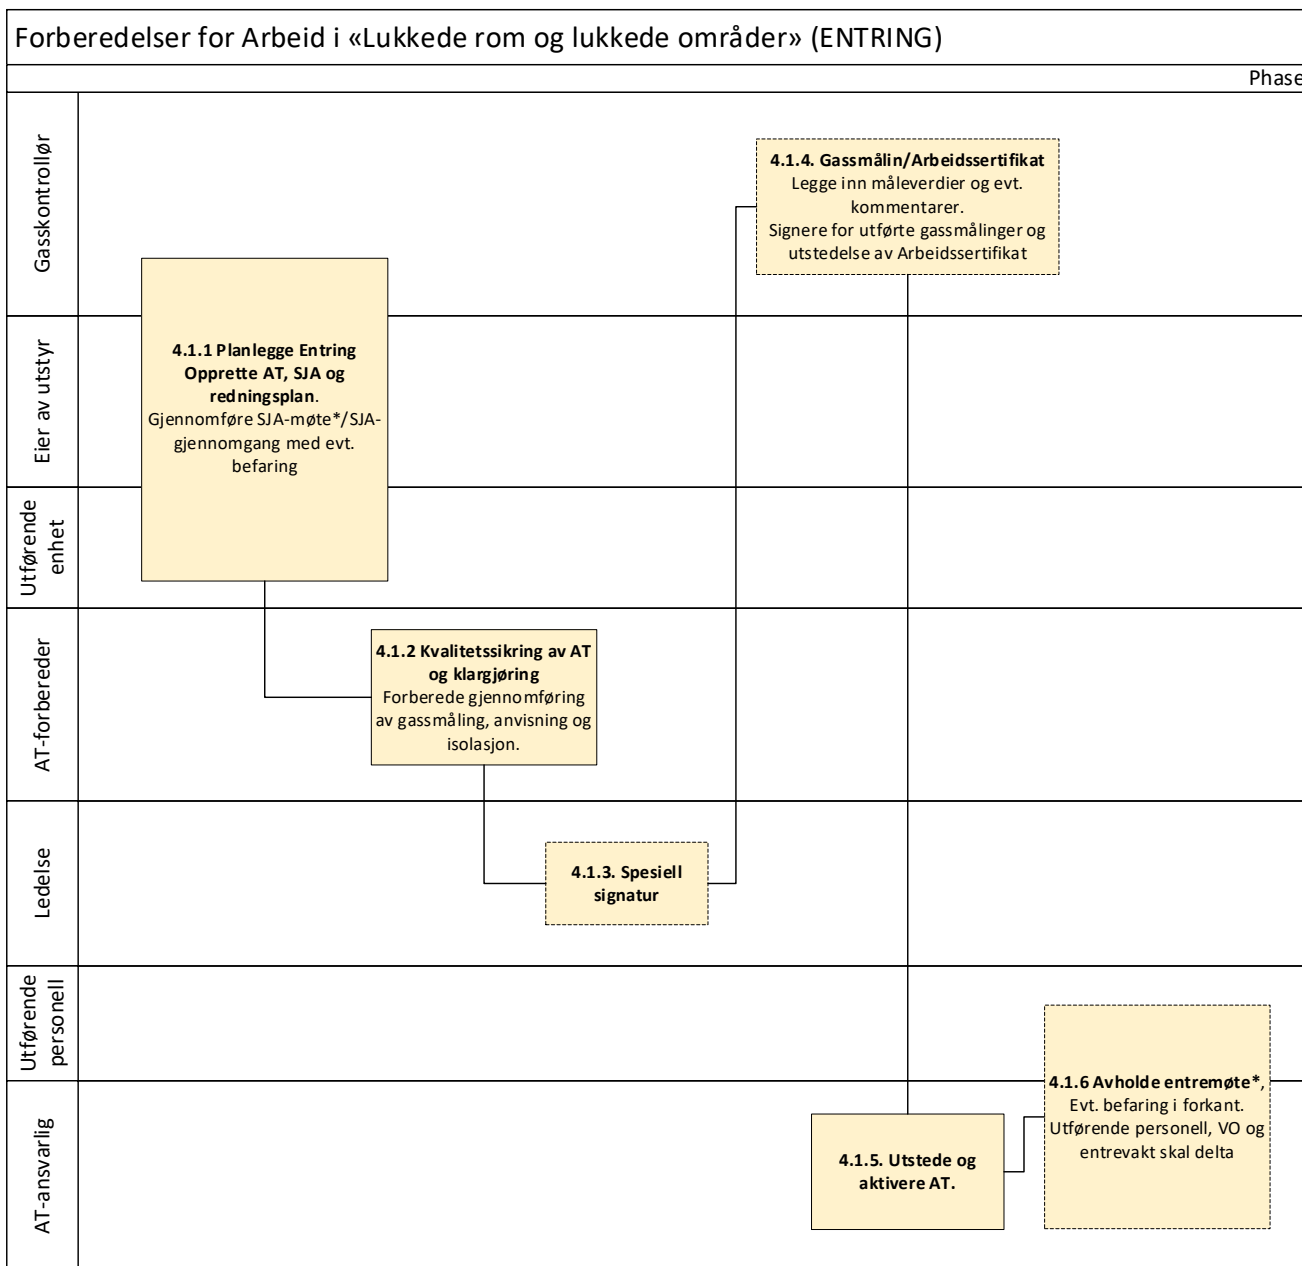 Forberedelser for Arbeid i «Lukkede rom og lukkede områder» (ENTRING)
Phase
Gasskontrollør
4.1.4. Gassmålin/Arbeidssertifikat
Legge inn måleverdier og evt.
kommentarer.
Signere for utførte gassmålinger og
utstedelse av Arbeidssertifikat
Eier av utstyr
4.1.1 Planlegge Entring
Opprette AT, SJA og
redningsplan.
Gjennomføre SJA-møte*/SJA-
gjennomgang med evt.
befaring
Utførende
enhet
AT-forbereder
4.1.2 Kvalitetssikring av AT
og klargjøring
Forberede gjennomføring
av gassmåling, anvisning og
isolasjon.
Ledelse
4.1.3. Spesiell
signatur
Utførende
personell
4.1.6 Avholde entremøte*,
Evt. befaring i forkant.
Utførende personell, VO og
entrevakt skal delta
AT-ansvarlig
4.1.5. Utstede og
aktivere AT.